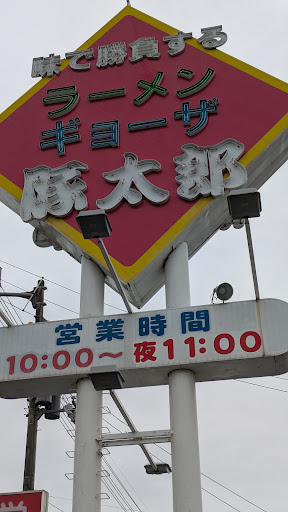 味で勝負する
ラーメン
ギョーザ
豚太郎
営業時間
10:00～夜11:00